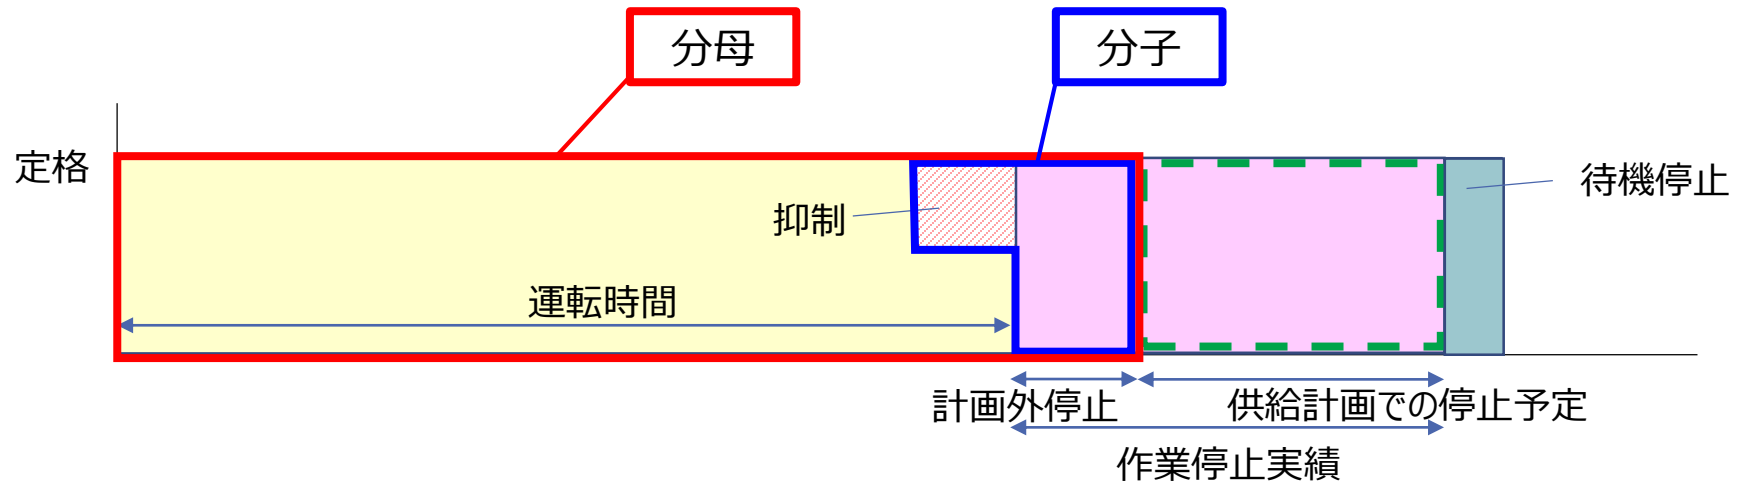 分母
分子
定格
待機停止
抑制
運転時間
計画外停止
供給計画での停止予定
作業停止実績